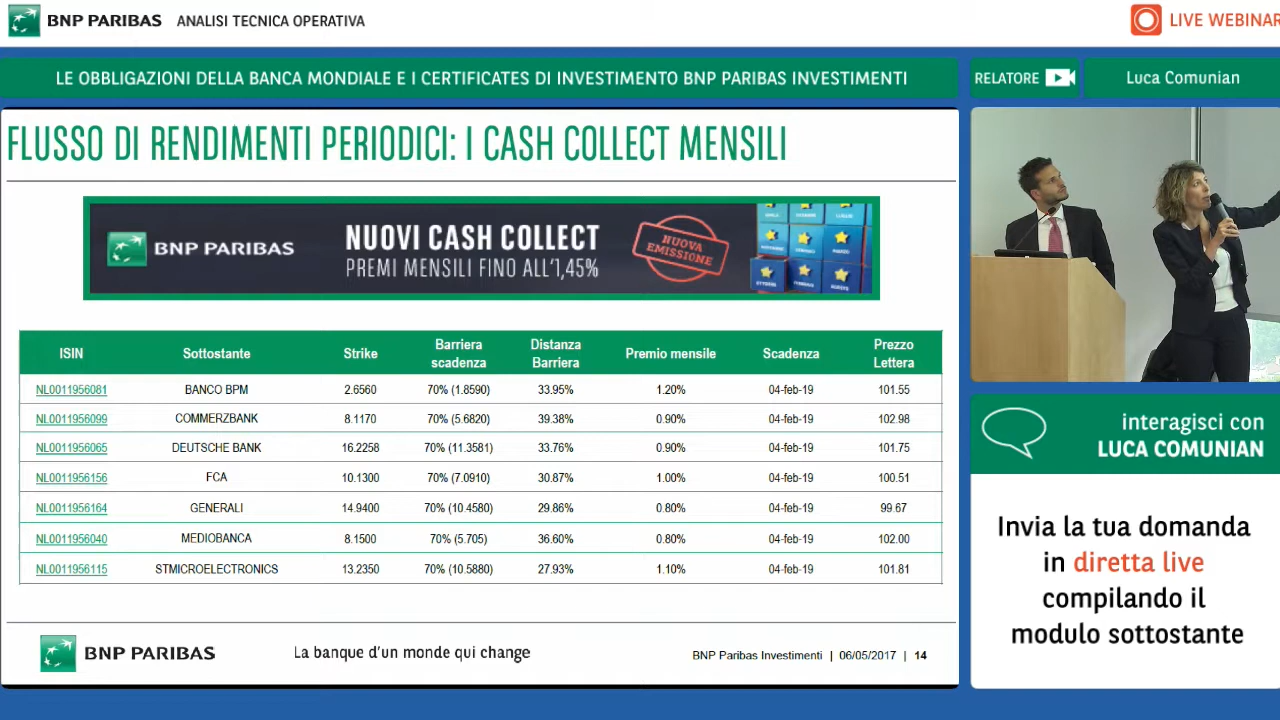 BNP PARIBAS ANALISI TECNICA OPERATIVA
LIVE WEBINAR
LE OBBLIGAZIONI DELLA BANCA MONDIALE E I CERTIFICATES DI INVESTIMENTO BNP PARIBAS INVESTIMENTI
RELATORE
Luca Comunian
FLUSSO DI RENDIMENTI PERIODICI: I CASH COLLECT MENSILI
BNP PARIBAS
NUOVI CASH COLLECT
PREMI MENSILI FINO ALL'1,45%
NUOVA
EMISSIONE
ISIN Sottostante Strike Barriera scadenza Distanza Barriera Premio mensile Scadenza Prezzo Lettera
NL0011956081 BANCO BPM 2.6560 70% (1.8590) 33.95% 1.20% 04-feb-19 101.55
NL0011956099 COMMERZBANK 8.1170 70% (5.6820) 39.38% 0.90% 04-feb-19 102.98
NL0011956065 DEUTSCHE BANK 16.2258 70% (11.3581) 33.76% 0.90% 04-feb-19 101.75
NL0011956156 FCA 10.1300 70% (7.0910) 30.87% 1.00% 04-feb-19 100.51
NL0011956164 GENERALI 14.9400 70% (10.4580) 29.86% 0.80% 04-feb-19 99.67
NL0011956040 MEDIOBANCA 8.1500 70% (5.705) 36.60% 0.80% 04-feb-19 102.00
NL0011956115 STMICROELECTRONICS 13.2350 70% (10.5880) 27.93% 1.10% 04-feb-19 101.81
BNP PARIBAS
La banque d'un monde qui change
BNP Paribas Investimenti | 06/05/2017 | 14
interagisci con
LUCA COMUNIAN
Invia la tua domanda
in diretta live
compilando il
modulo sottostante